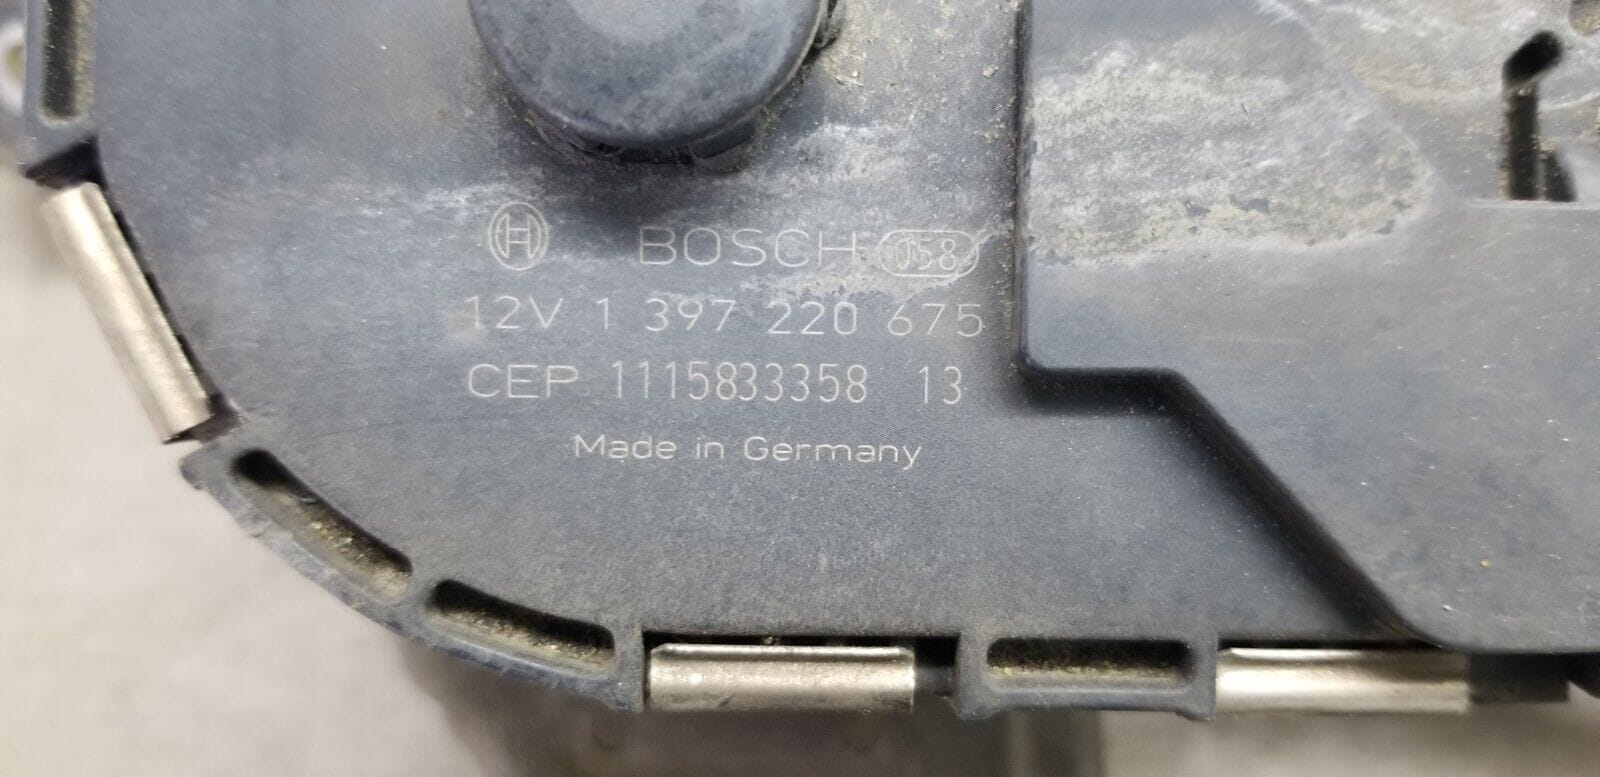 BOSCH 058
12V 1 397 220 675
CEP 1115833358 13
Made in Germany